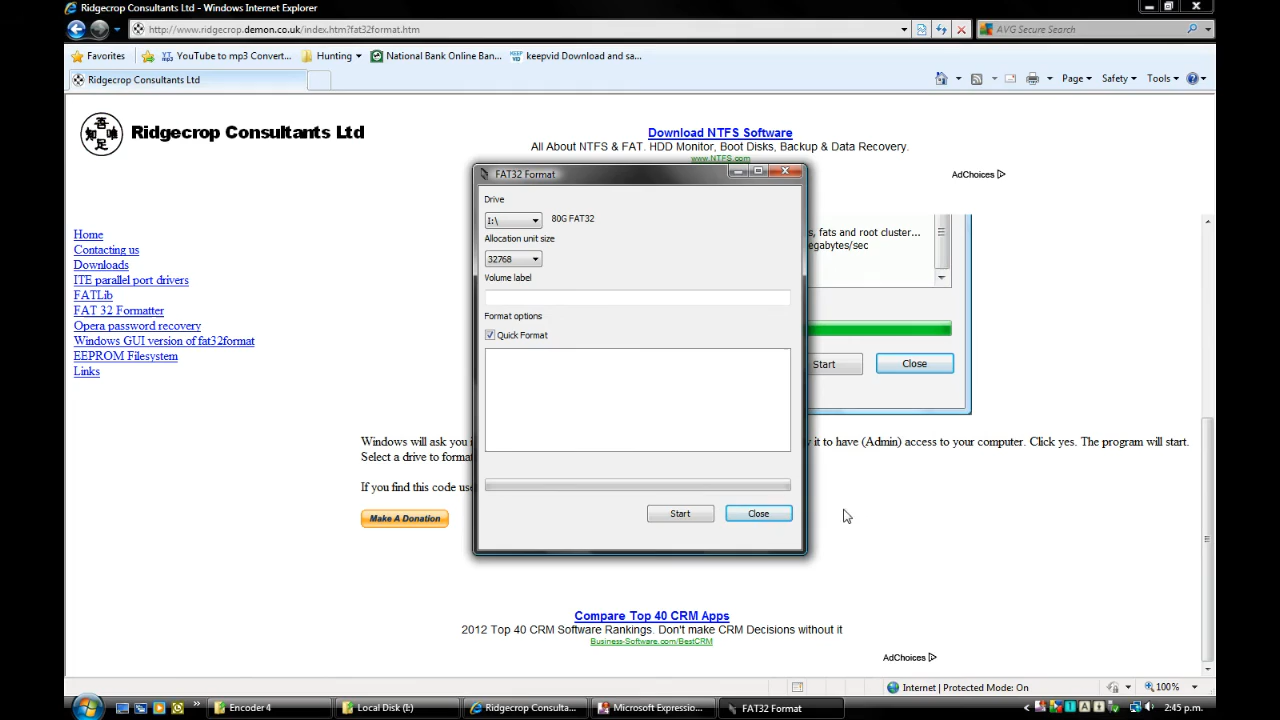 Ridgecrop Consultants Ltd - Windows Internet Explorer
http://www.ridgecrop.demon.co.uk/index.htm?fat32format.htm
AVG Secure Search
Favorites
YouTube to mp3 Convert...
Hunting
National Bank Online Ban...
keepvid Download and sa...
Ridgecrop Consultants Ltd
Page
Safety
Tools
吾唯足知
Ridgecrop Consultants Ltd
Download NTFS Software
All About NTFS & FAT. HDD Monitor, Boot Disks, Backup & Data Recovery.
www.NTFS.com
AdChoices
Home
Contacting us
Downloads
ITE parallel port drivers
FATLib
FAT 32 Formatter
Opera password recovery
Windows GUI version of fat32format
EEPROM Filesystem
Links
FAT32 Format
Drive
I:\
80G FAT32
Allocation unit size
32768
Volume label
Format options
Quick Format
Start
Close
s, fats and root cluster...
egabytes/sec
Start
Close
Windows will ask you i
w it to have (Admin) access to your computer. Click yes. The program will start.
Select a drive to format
If you find this code use
Make A Donation
Compare Top 40 CRM Apps
2012 Top 40 CRM Software Rankings. Don't make CRM Decisions without it
Business-Software.com/BestCRM
AdChoices
Internet | Protected Mode: On
100%
Encoder 4
Local Disk (I:)
Ridgecrop Consulta...
Microsoft Expressio...
FAT32 Format
2:45 p.m.